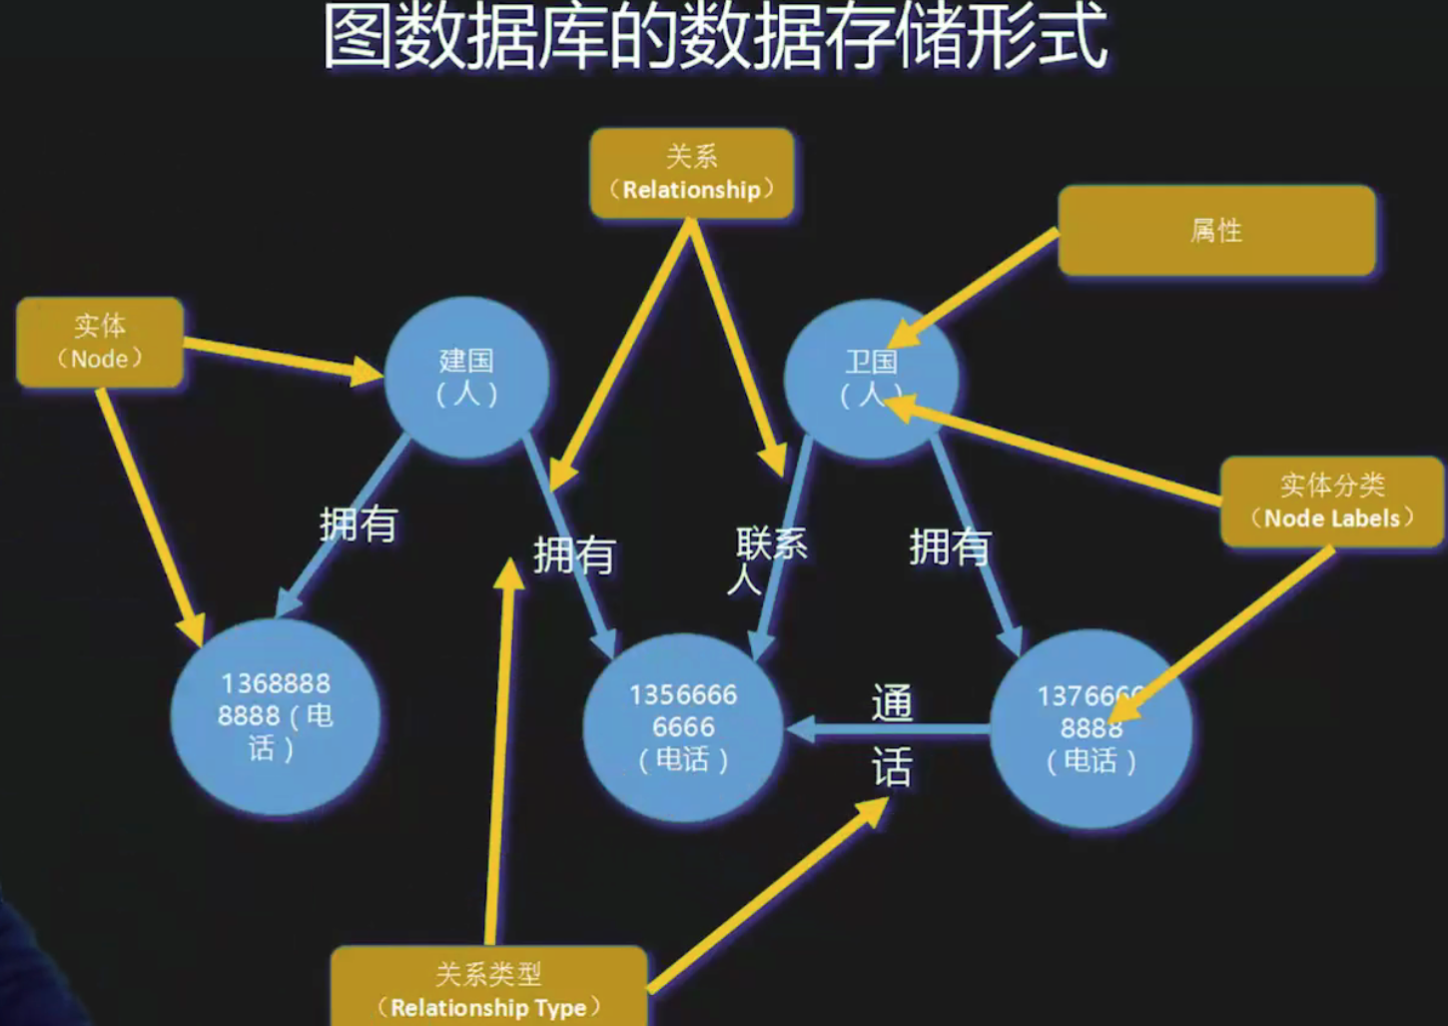 图数据库的数据存储形式
关系
（Relationship）
属性
实体
（Node）
建国
（人）
卫国
（人）
实体分类
（Node Labels）
拥有
拥有
联系
人
拥有
1368888
8888（电
话）
1356666
6666
（电话）
通
话
1376666
8888
（电话）
关系类型
（Relationship Type）